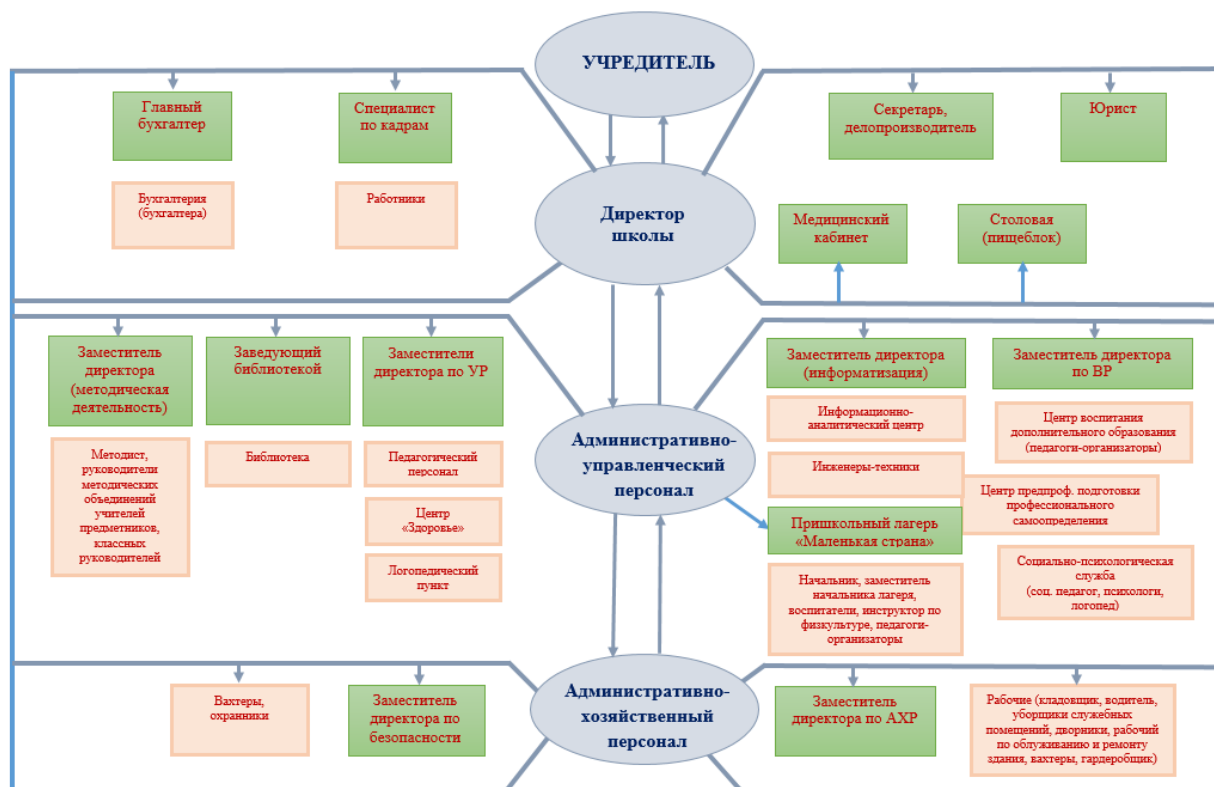 УЧРЕДИТЕЛЬ
Главный
бухгалтер
Специалист
по кадрам
Секретарь,
делопроизводитель
Юрист
Бухгалтерия
(бухгалтера)
Работники
Директор
школы
Медицинский
кабинет
Столовая
(пищеблок)
Заместитель
директора
(методическая
деятельность)
Заведующий
библиотекой
Заместители
директора по УР
Заместитель директора
(информатизация)
Заместитель директора
по ВР
Методист,
руководители
методических
объединений
учителей
предметников,
классных
руководителей
Библиотека
Педагогический
персонал
Центр
«Здоровье»
Логопедический
пункт
Административно-
управленческий
персонал
Информационно-
аналитический центр
Инженеры-техники
Центр воспитания
дополнительного образования
(педагоги-организаторы)
Центр предпроф. подготовки
профессионального
самоопределения
Пришкольный лагерь
«Маленькая страна»
Социально-психологическая
служба
(соц. педагог, психологи,
логопед)
Начальник, заместитель
начальника лагеря,
воспитатели, инструктор по
физкультуре, педагоги-
организаторы
Вахтеры,
охранники
Заместитель
директора по
безопасности
Административно-
хозяйственный
персонал
Заместитель
директора по АХР
Рабочие (кладовщик, водитель,
уборщики служебных
помещений, дворники, рабочий
по облуживанию и ремонту
здания, вахтеры, гардеробщик)